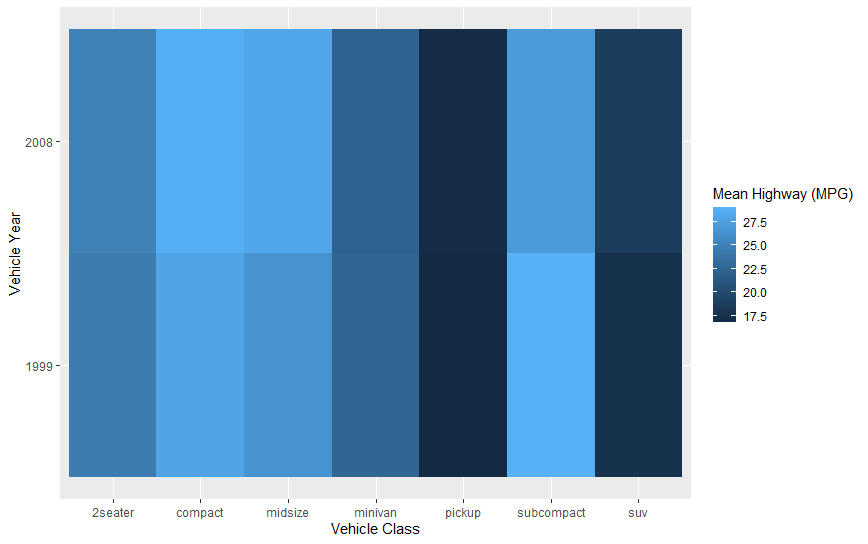 Vehicle Year
2008
1999
2seater compact midsize minivan pickup subcompact suv
Vehicle Class
Mean Highway (MPG)
27.5
25.0
22.5
20.0
17.5